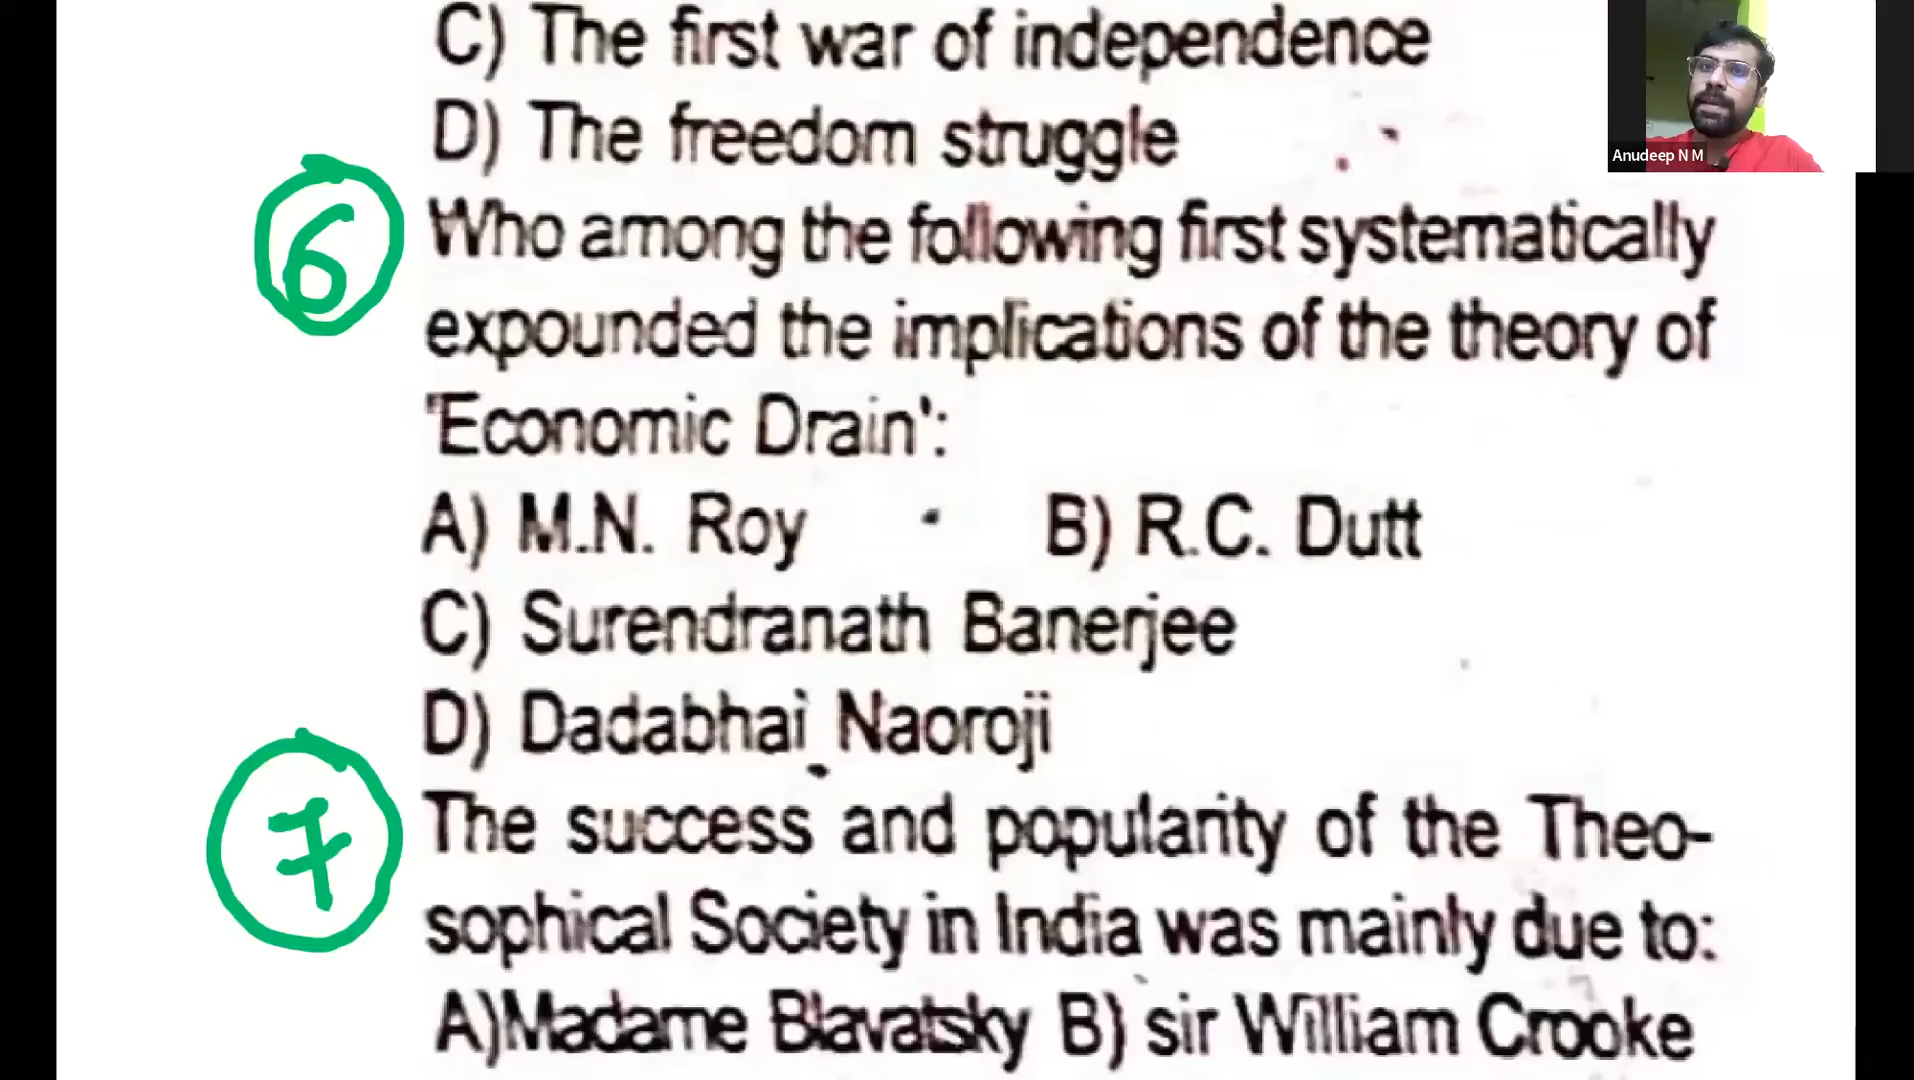 C) The first war of independence
D) The freedom struggle
Anudeep N M
6
Who among the following first systematically
expounded the implications of the theory of
'Economic Drain':
A) M.N. Roy B) R.C. Dutt
C) Surendranath Banerjee
D) Dadabhai Naoroji
7
The success and popularity of the Theo-
sophical Society in India was mainly due to:
A)Madame Blavatsky B) sir William Crooke